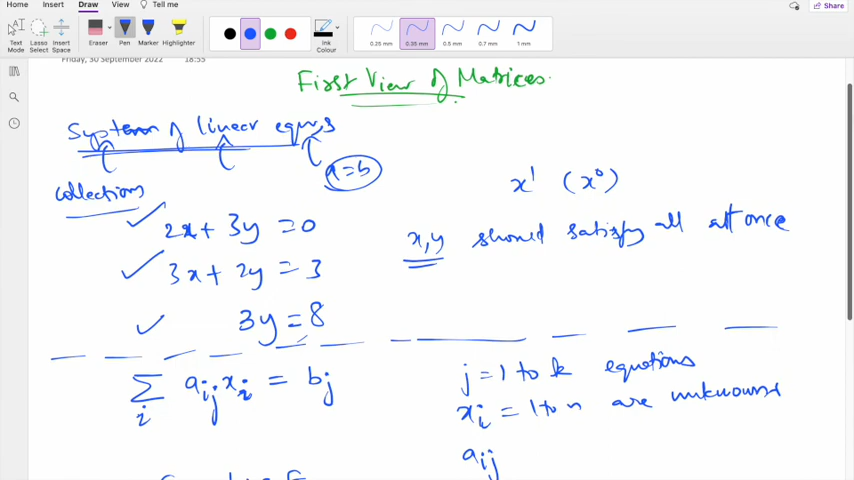 Home Insert Draw View Tell me
Share
Text Mode
Lasso Select
Insert Space
Eraser
Pen
Marker
Highlighter
Ink Colour
0.25 mm
0.35 mm
0.5 mm
0.7 mm
1 mm
Friday, 30 September 2022 18:55
First View of Matrices
System of linear equns
a=b
collections
x¹ (x⁰)
2x + 3y = 0
x, y should satisfy all at once
3x + 2y = 3
3y = 8
∑ᵢ aᵢⱼ xᵢ = bⱼ
j = 1 to k equations
xᵢ = 1 to n are unknowns
aᵢⱼ